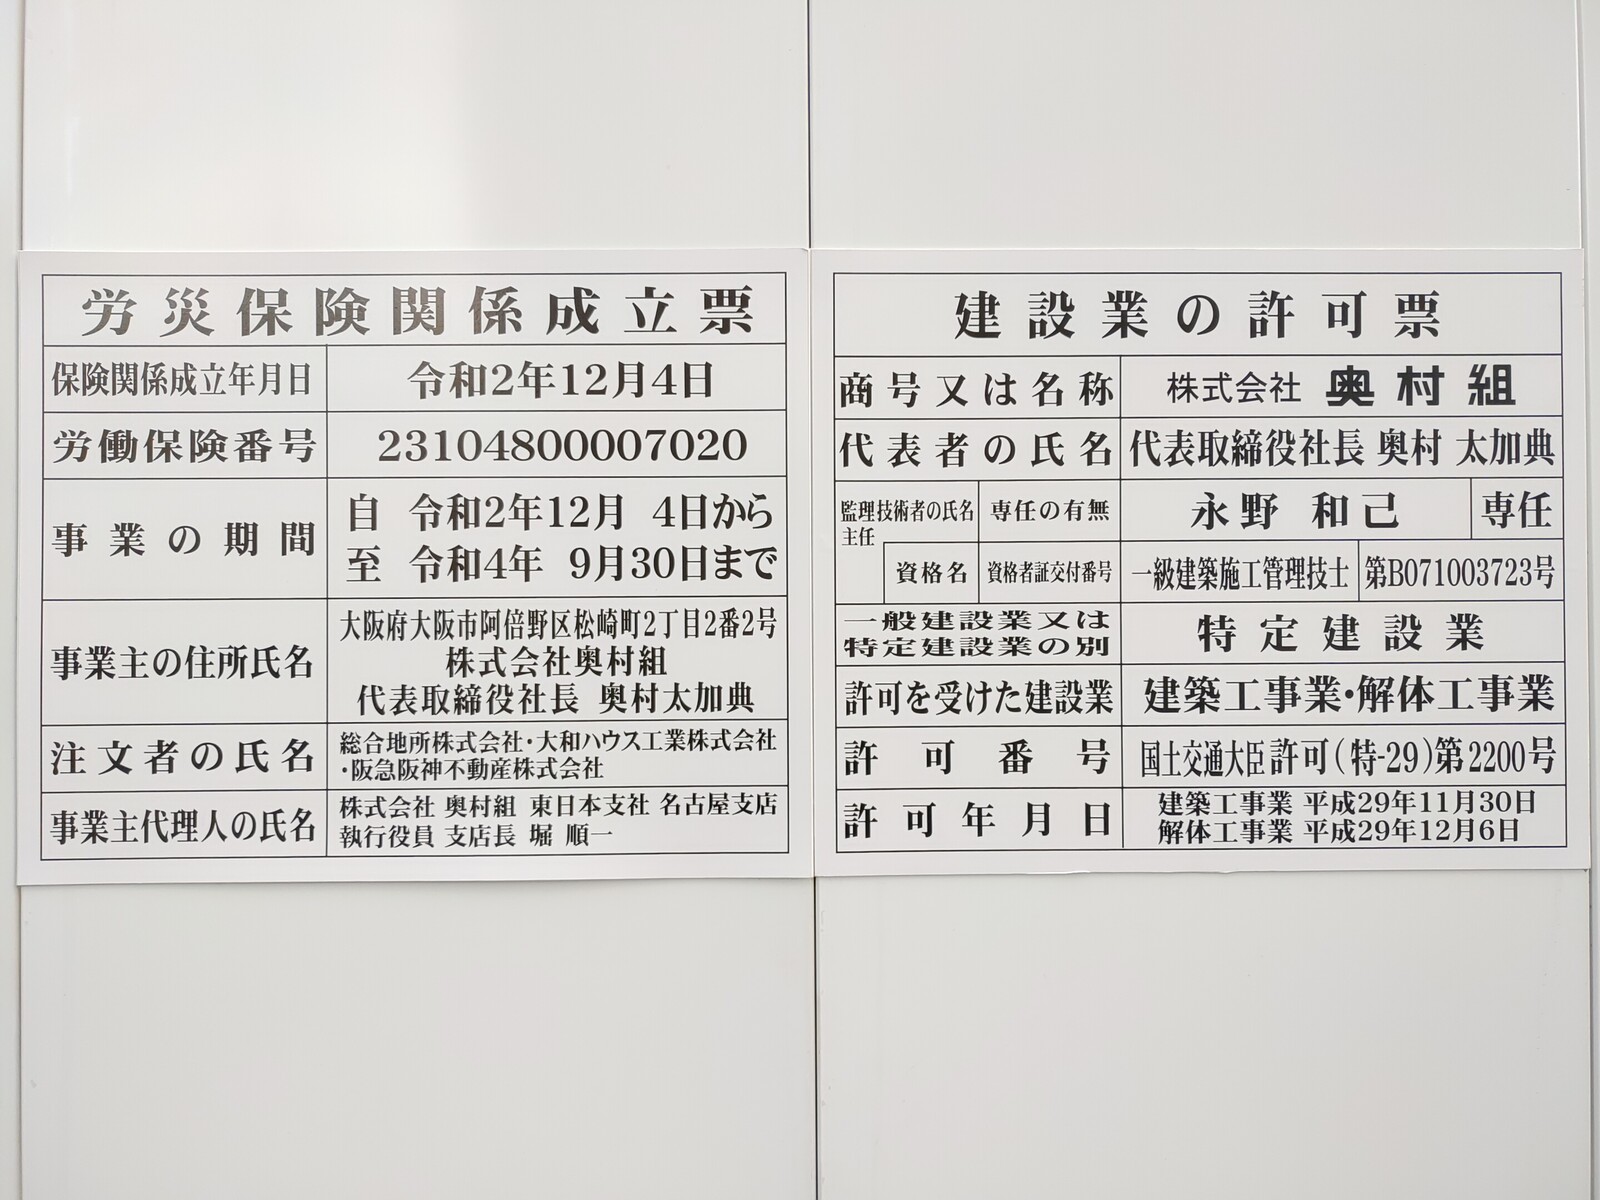 労災保険関係成立票
保険関係成立年月日 令和2年12月4日
労働保険番号 23104800007020
事業の期間
自 令和2年12月 4日から
至 令和4年 9月30日まで
事業主の住所氏名
大阪府大阪市阿倍野区松崎町2丁目2番2号
株式会社奥村組
代表取締役社長 奥村太加典
注文者の氏名
総合地所株式会社・大和ハウス工業株式会社
・阪急阪神不動産株式会社
事業主代理人の氏名
株式会社 奥村組 東日本支社 名古屋支店
執行役員 支店長 堀 順一
建設業の許可票
商号又は名称 株式会社 奥村組
代表者の氏名 代表取締役社長 奥村 太加典
監理技術者の氏名 専任の有無 永野 和己 専任
主任
資格名 資格者証交付番号 一級建築施工管理技士 第B071003723号
一般建設業又は
特定建設業の別
特定建設業
許可を受けた建設業 建築工事業・解体工事業
許可番号 国土交通大臣許可(特-29)第2200号
許可年月日
建築工事業 平成29年11月30日
解体工事業 平成29年12月6日